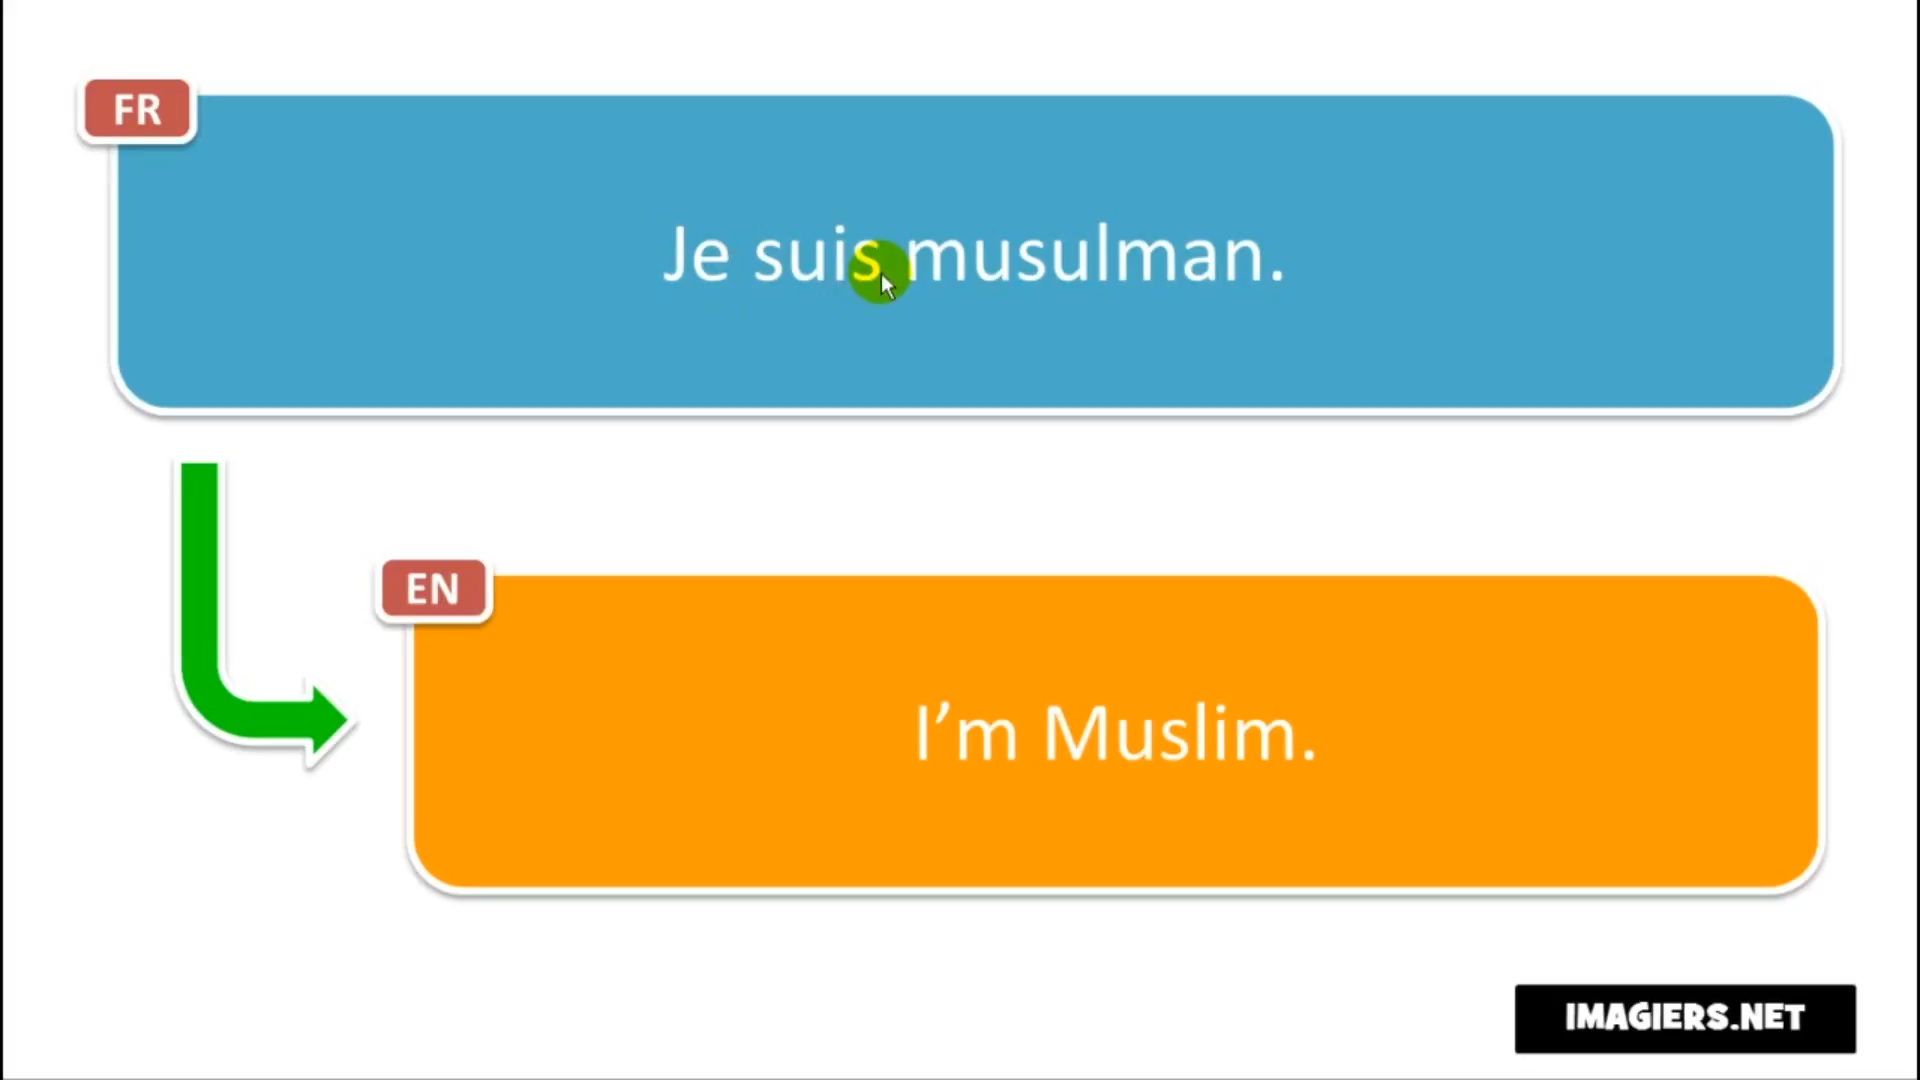 FR
Je suis musulman.
EN
I’m Muslim.
IMAGIERS.NET